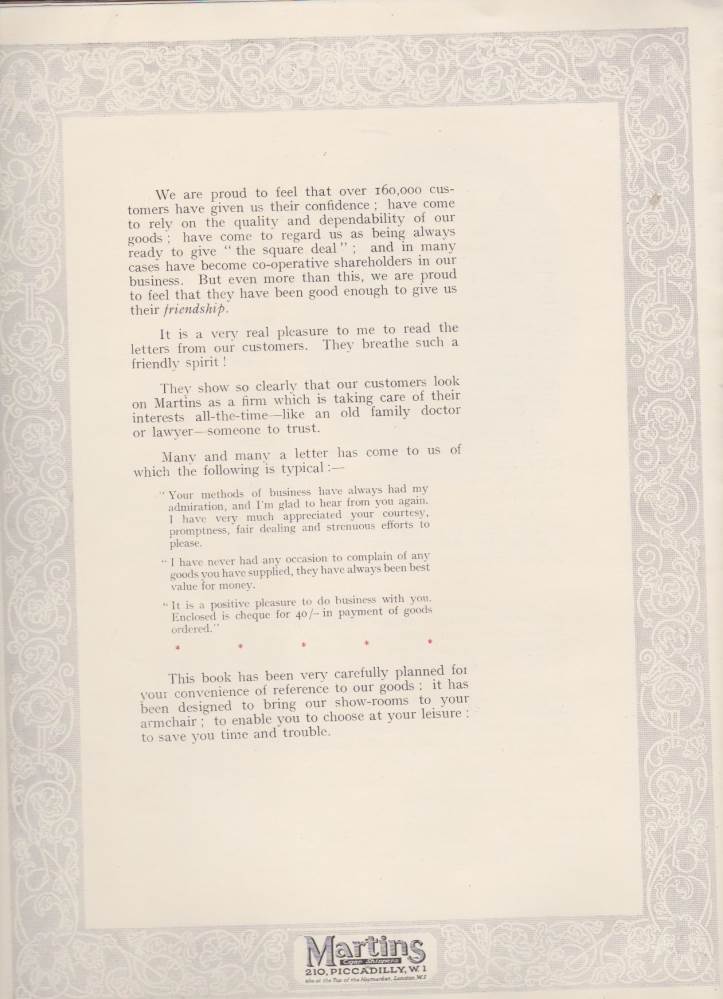 We are proud to feel that over 160,000 cus-
tomers have given us their confidence ; have come
to rely on the quality and dependability of our
goods ; have come to regard us as being always
ready to give “ the square deal ” ; and in many
cases have become co-operative shareholders in our
business. But even more than this, we are proud
to feel that they have been good enough to give us
their friendship.
It is a very real pleasure to me to read the
letters from our customers. They breathe such a
friendly spirit !
They show so clearly that our customers look
on Martins as a firm which is taking care of their
interests all-the-time—like an old family doctor
or lawyer—someone to trust.
Many and many a letter has come to us of
which the following is typical :—
“ Your methods of business have always had my
admiration, and I'm glad to hear from you again.
I have very much appreciated your courtesy,
promptness, fair dealing and strenuous efforts to
please.
“ I have never had any occasion to complain of any
goods you have supplied, they have always been best
value for money.
“ It is a positive pleasure to do business with you.
Enclosed is cheque for 40/- in payment of goods
ordered.”
* * * * *
This book has been very carefully planned for
your convenience of reference to our goods ; it has
been designed to bring our show-rooms to your
armchair ; to enable you to choose at your leisure ;
to save you time and trouble.
Martins
Cigar Shippers
210, PICCADILLY, W.1
also at the Top of the Haymarket, London, W.1